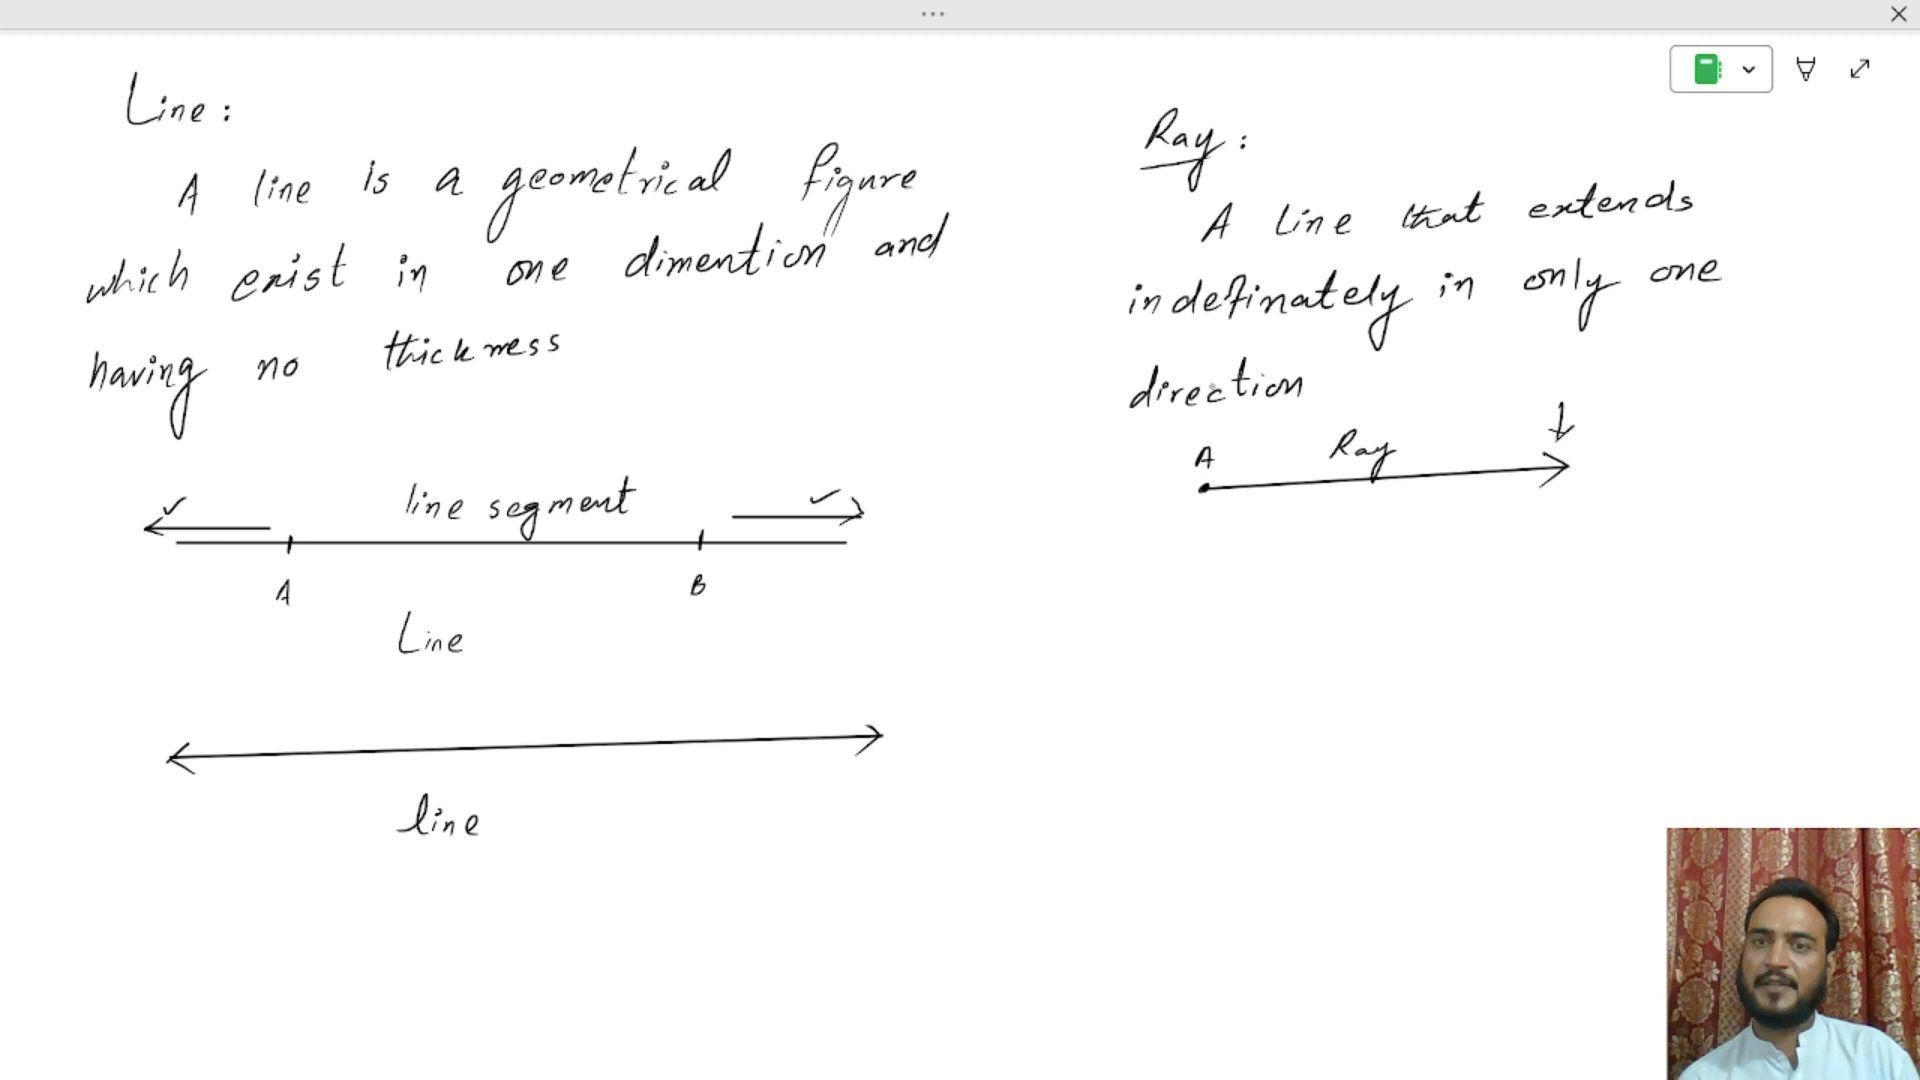 Line:
A line is a geometrical figure
which exist in one dimention and
having no thickness
line segment
A B
Line
line
Ray:
A line that extends
indefinately in only one
direction
A Ray